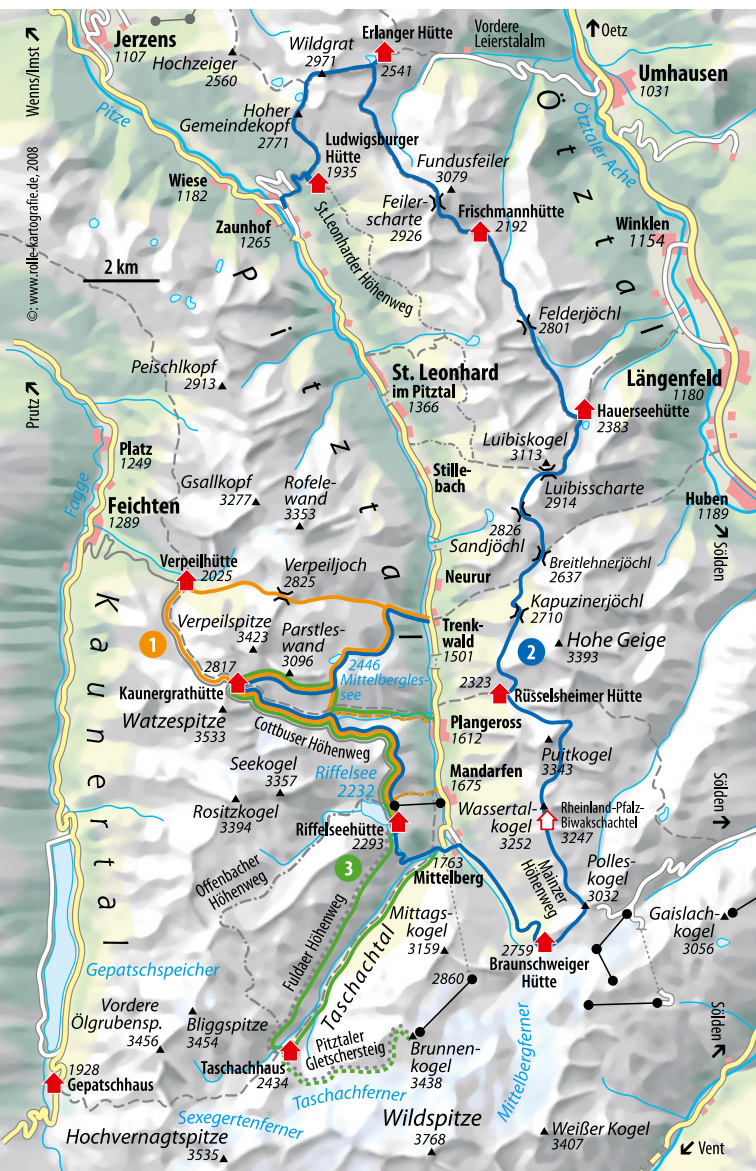 Wenns/Imst
Jerzens
1107
Hochzeiger
2560
Wildgrat
2971
Erlanger Hütte
2541
Vordere
Leierstalalm
Oetz
Umhausen
1031
Pitze
Hoher
Gemeindekopf
2771
Ludwigsburger
Hütte
1935
Fundusfeiler
3079
Ötztaler Ache
Ötztal
Wiese
1182
Zaunhof
1265
St.Leonharder Höhenweg
Feiler-
scharte
2926
Frischmannhütte
2192
Winklen
1154
©: www.rolle-kartografie.de, 2008
2 km
Pitztal
Felderjöchl
2801
Peischlkopf
2913
Prutz
St. Leonhard
im Pitztal
1366
Längenfeld
1180
Hauerseehütte
2383
Platz
1249
Fagge
Feichten
1289
Gsallkopf
3277
Rofele-
wand
3353
Stille-
bach
Luibiskogel
3113
Luibisscharte
2914
Huben
1189
Sölden
2826
Sandjöchl
Verpeilhütte
2025
Verpeiljoch
2825
Neurur
Breitlehnerjöchl
2637
Kaunertal
Verpeilspitze
3423
Parstles-
wand
3096
Trenk-
wald
1501
Kapuzinerjöchl
2710
1
2
Hohe Geige
3393
2817
Kaunergrathütte
2446
Mittelbergles-
see
2323
Rüsselsheimer Hütte
Watzespitze
3533
Cottbuser Höhenweg
Plangeross
1612
Puitkogel
3343
Seekogel
3357
Riffelsee
2232
Mandarfen
1675
Sölden
Rositzkogel
3394
Wassertal-
kogel
3252
Rheinland-Pfalz-
Biwakschachtel
3247
Riffelseehütte
2293
Offenbacher
Höhenweg
3
1763
Mittelberg
Mainzer
Höhenweg
Polles-
kogel
3032
Fuldaer Höhenweg
Taschachtal
Mittags-
kogel
3159
Gaislach-
kogel
3056
2759
Braunschweiger
Hütte
Gepatschspeicher
2860
Vordere
Ölgrubensp.
3456
Bliggspitze
3454
Pitztaler
Gletschersteig
Sölden
1928
Gepatschhaus
Taschachhaus
2434
Brunnen-
kogel
3438
Mittelbergferner
Taschachferner
Sexegertenferner
Wildspitze
3768
Weißer Kogel
3407
Hochvernagtspitze
3535
Vent